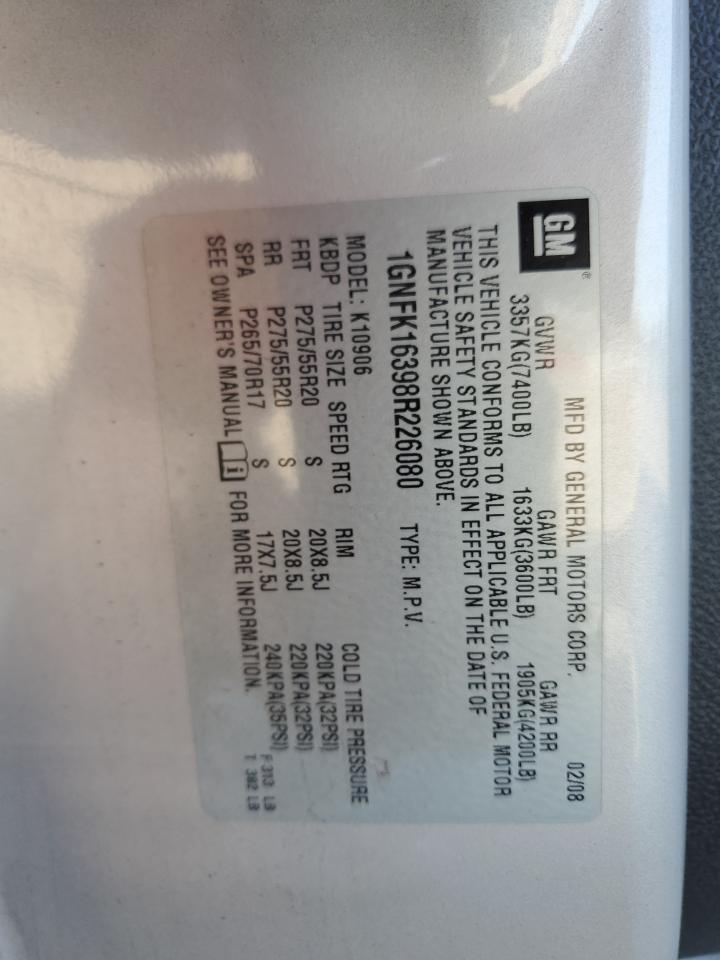 GM®
MFD BY GENERAL MOTORS CORP. 02/08
GVWR GAWR FRT GAWR RR
3357KG(7400LB) 1633KG(3600LB) 1905KG(4200LB)
THIS VEHICLE CONFORMS TO ALL APPLICABLE U.S. FEDERAL MOTOR
VEHICLE SAFETY STANDARDS IN EFFECT ON THE DATE OF
MANUFACTURE SHOWN ABOVE.
1GNFK16398R226080 TYPE: M.P.V.
MODEL: K10906
KBDP TIRE SIZE SPEED RTG RIM COLD TIRE PRESSURE
FRT P275/55R20 S 20X8.5J 220KPA(32PSI)
RR P275/55R20 S 20X8.5J 220KPA(32PSI)
SPA P265/70R17 S 17X7.5J 240KPA(35PSI)
SEE OWNER'S MANUAL i FOR MORE INFORMATION.
F 313 LB
T 382 LB